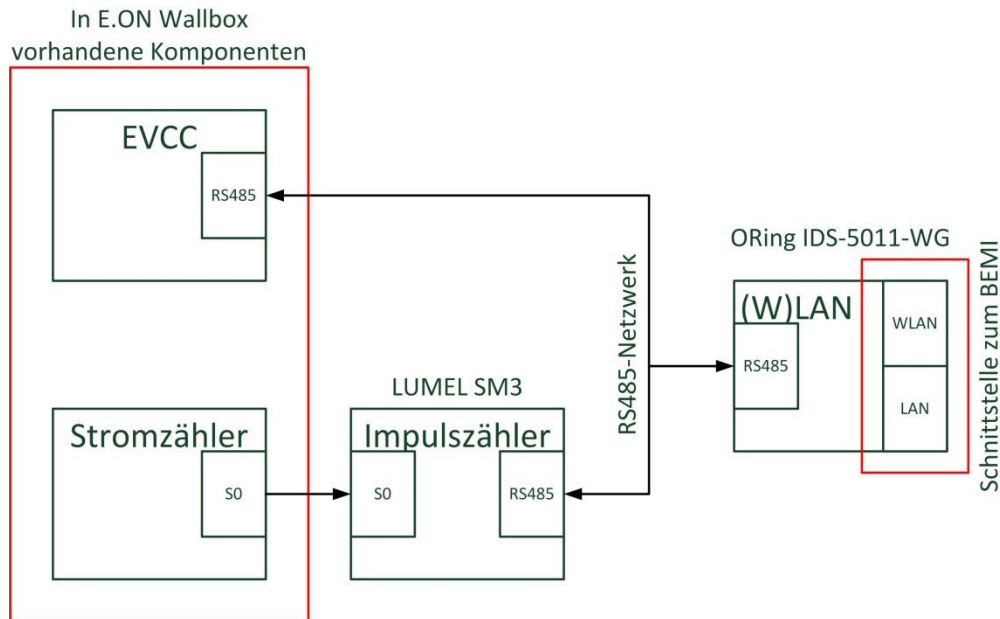 In E.ON Wallbox
vorhandene Komponenten
EVCC
RS485
ORing IDS-5011-WG
(W)LAN
WLAN
RS485
LAN
Schnittstelle zum BEMI
RS485-Netzwerk
LUMEL SM3
Stromzähler
S0
Impulszähler
S0
RS485